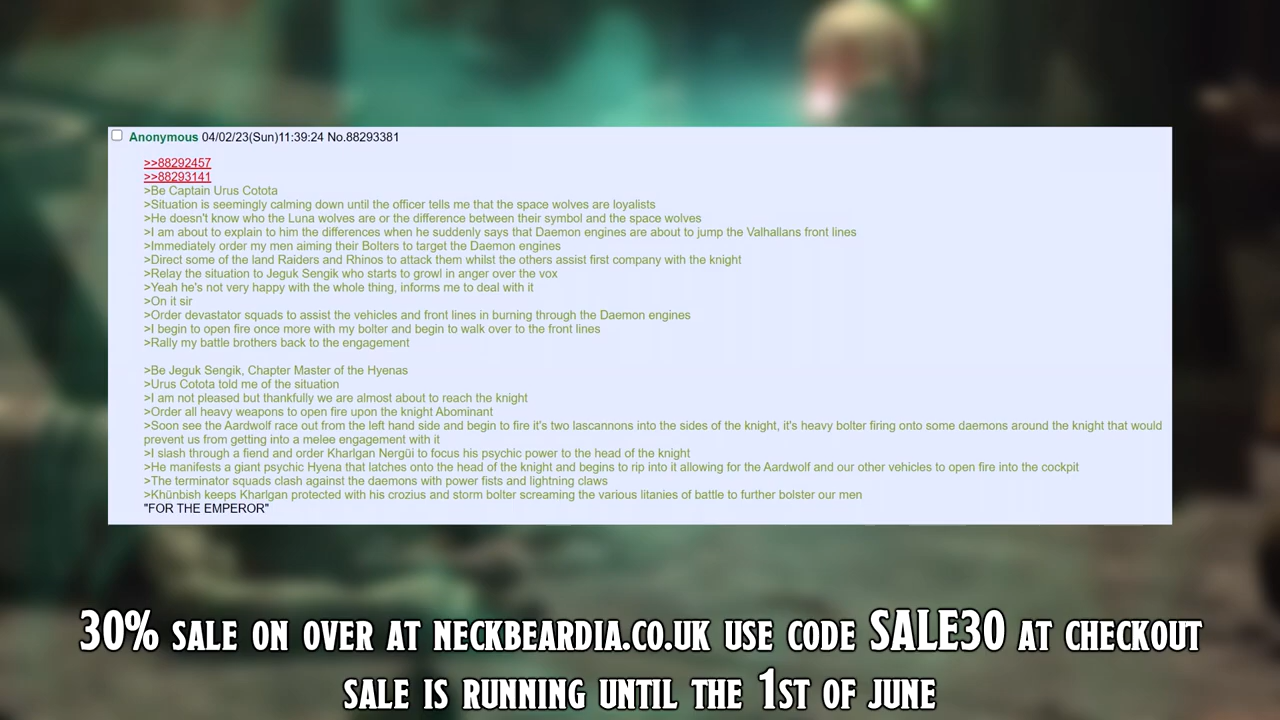 Anonymous 04/02/23(Sun)11:39:24 No.88293381
>>88292457
>>88293141
>Be Captain Urus Cotota
>Situation is seemingly calming down until the officer tells me that the space wolves are loyalists
>He doesn't know who the Luna wolves are or the difference between their symbol and the space wolves
>I am about to explain to him the differences when he suddenly says that Daemon engines are about to jump the Valhallans front lines
>Immediately order my men aiming their Bolters to target the Daemon engines
>Direct some of the land Raiders and Rhinos to attack them whilst the others assist first company with the knight
>Relay the situation to Jeguk Sengik who starts to growl in anger over the vox
>Yeah he's not very happy with the whole thing, informs me to deal with it
>On it sir
>Order devastator squads to assist the vehicles and front lines in burning through the Daemon engines
>I begin to open fire once more with my bolter and begin to walk over to the front lines
>Rally my battle brothers back to the engagement
>Be Jeguk Sengik, Chapter Master of the Hyenas
>Urus Cotota told me of the situation
>I am not pleased but thankfully we are almost about to reach the knight
>Order all heavy weapons to open fire upon the knight Abominant
>Soon see the Aardwolf race out from the left hand side and begin to fire it's two lascannons into the sides of the knight, it's heavy bolter firing onto some daemons around the knight that would
prevent us from getting into a melee engagement with it
>I slash through a fiend and order Kharlgan Nergüi to focus his psychic power to the head of the knight
>He manifests a giant psychic Hyena that latches onto the head of the knight and begins to rip into it allowing for the Aardwolf and our other vehicles to open fire into the cockpit
>The terminator squads clash against the daemons with power fists and lightning claws
>Khünbish keeps Kharlgan protected with his crozius and storm bolter screaming the various litanies of battle to further bolster our men
"FOR THE EMPEROR"
30% SALE ON OVER AT NECKBEARDIA.CO.UK USE CODE SALE30 AT CHECKOUT
SALE IS RUNNING UNTIL THE 1ST OF JUNE